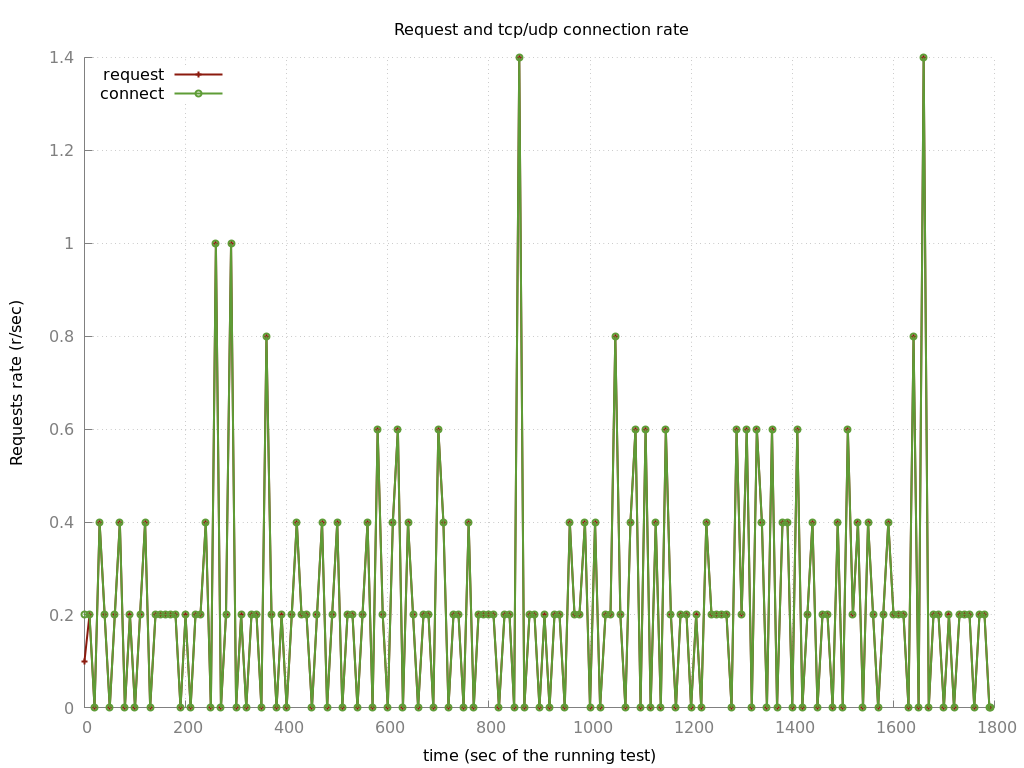 Request and tcp/udp connection rate
1.4
request
connect
1.2
1
0.8
Requests rate (r/sec)
0.6
0.4
0.2
0
0 200 400 600 800 1000 1200 1400 1600 1800
time (sec of the running test)